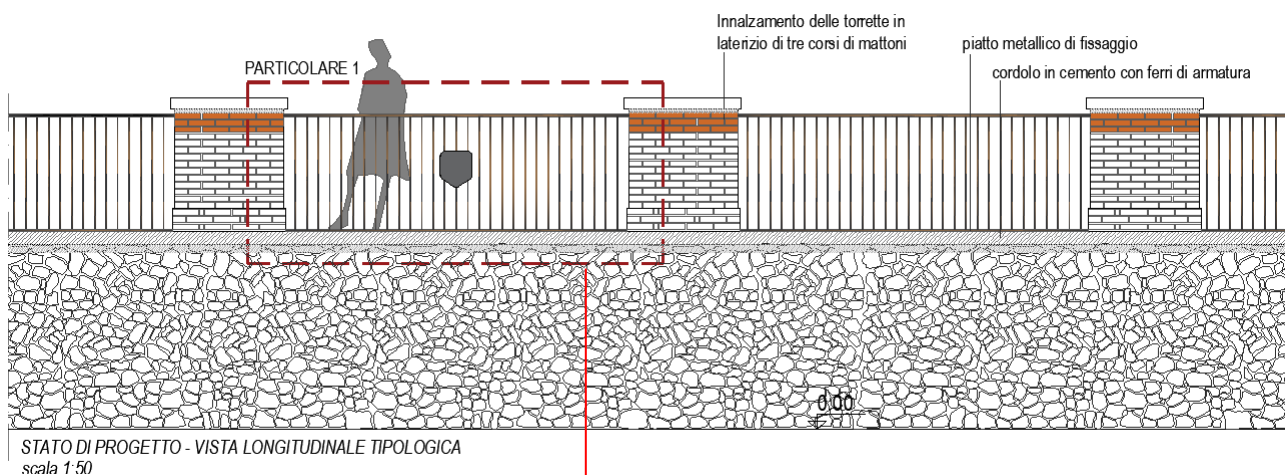 Innalzamento delle torrette in
laterizio di tre corsi di mattoni
piatto metallico di fissaggio
cordolo in cemento con ferri di armatura
PARTICOLARE 1
0.00
STATO DI PROGETTO - VISTA LONGITUDINALE TIPOLOGICA
scala 1:50